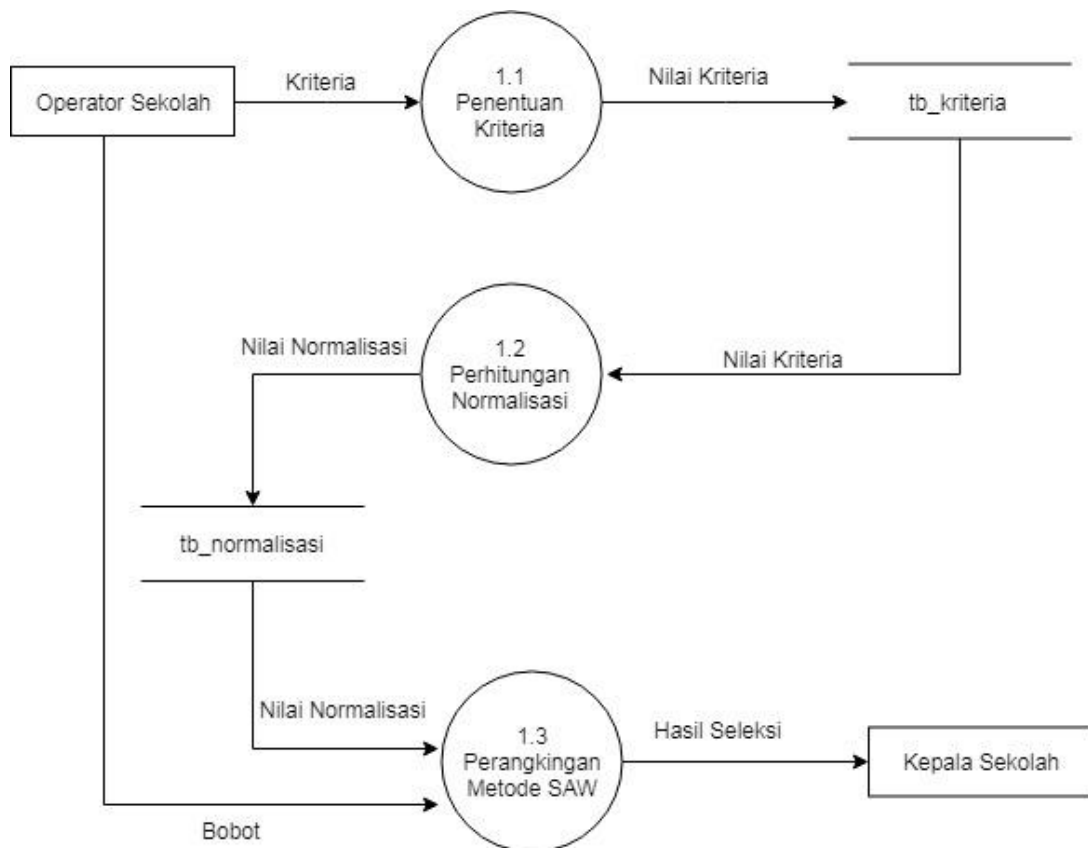 Operator Sekolah
Kriteria
1.1
Penentuan
Kriteria
Nilai Kriteria
tb_kriteria
Nilai Normalisasi
1.2
Perhitungan
Normalisasi
Nilai Kriteria
tb_normalisasi
Nilai Normalisasi
1.3
Perangkingan
Metode SAW
Hasil Seleksi
Kepala Sekolah
Bobot